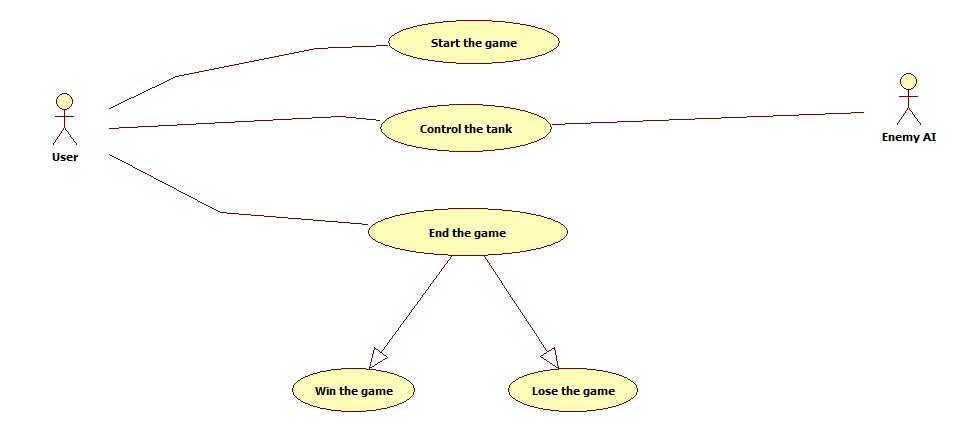 Start the game
User
Control the tank
Enemy AI
End the game
Win the game
Lose the game